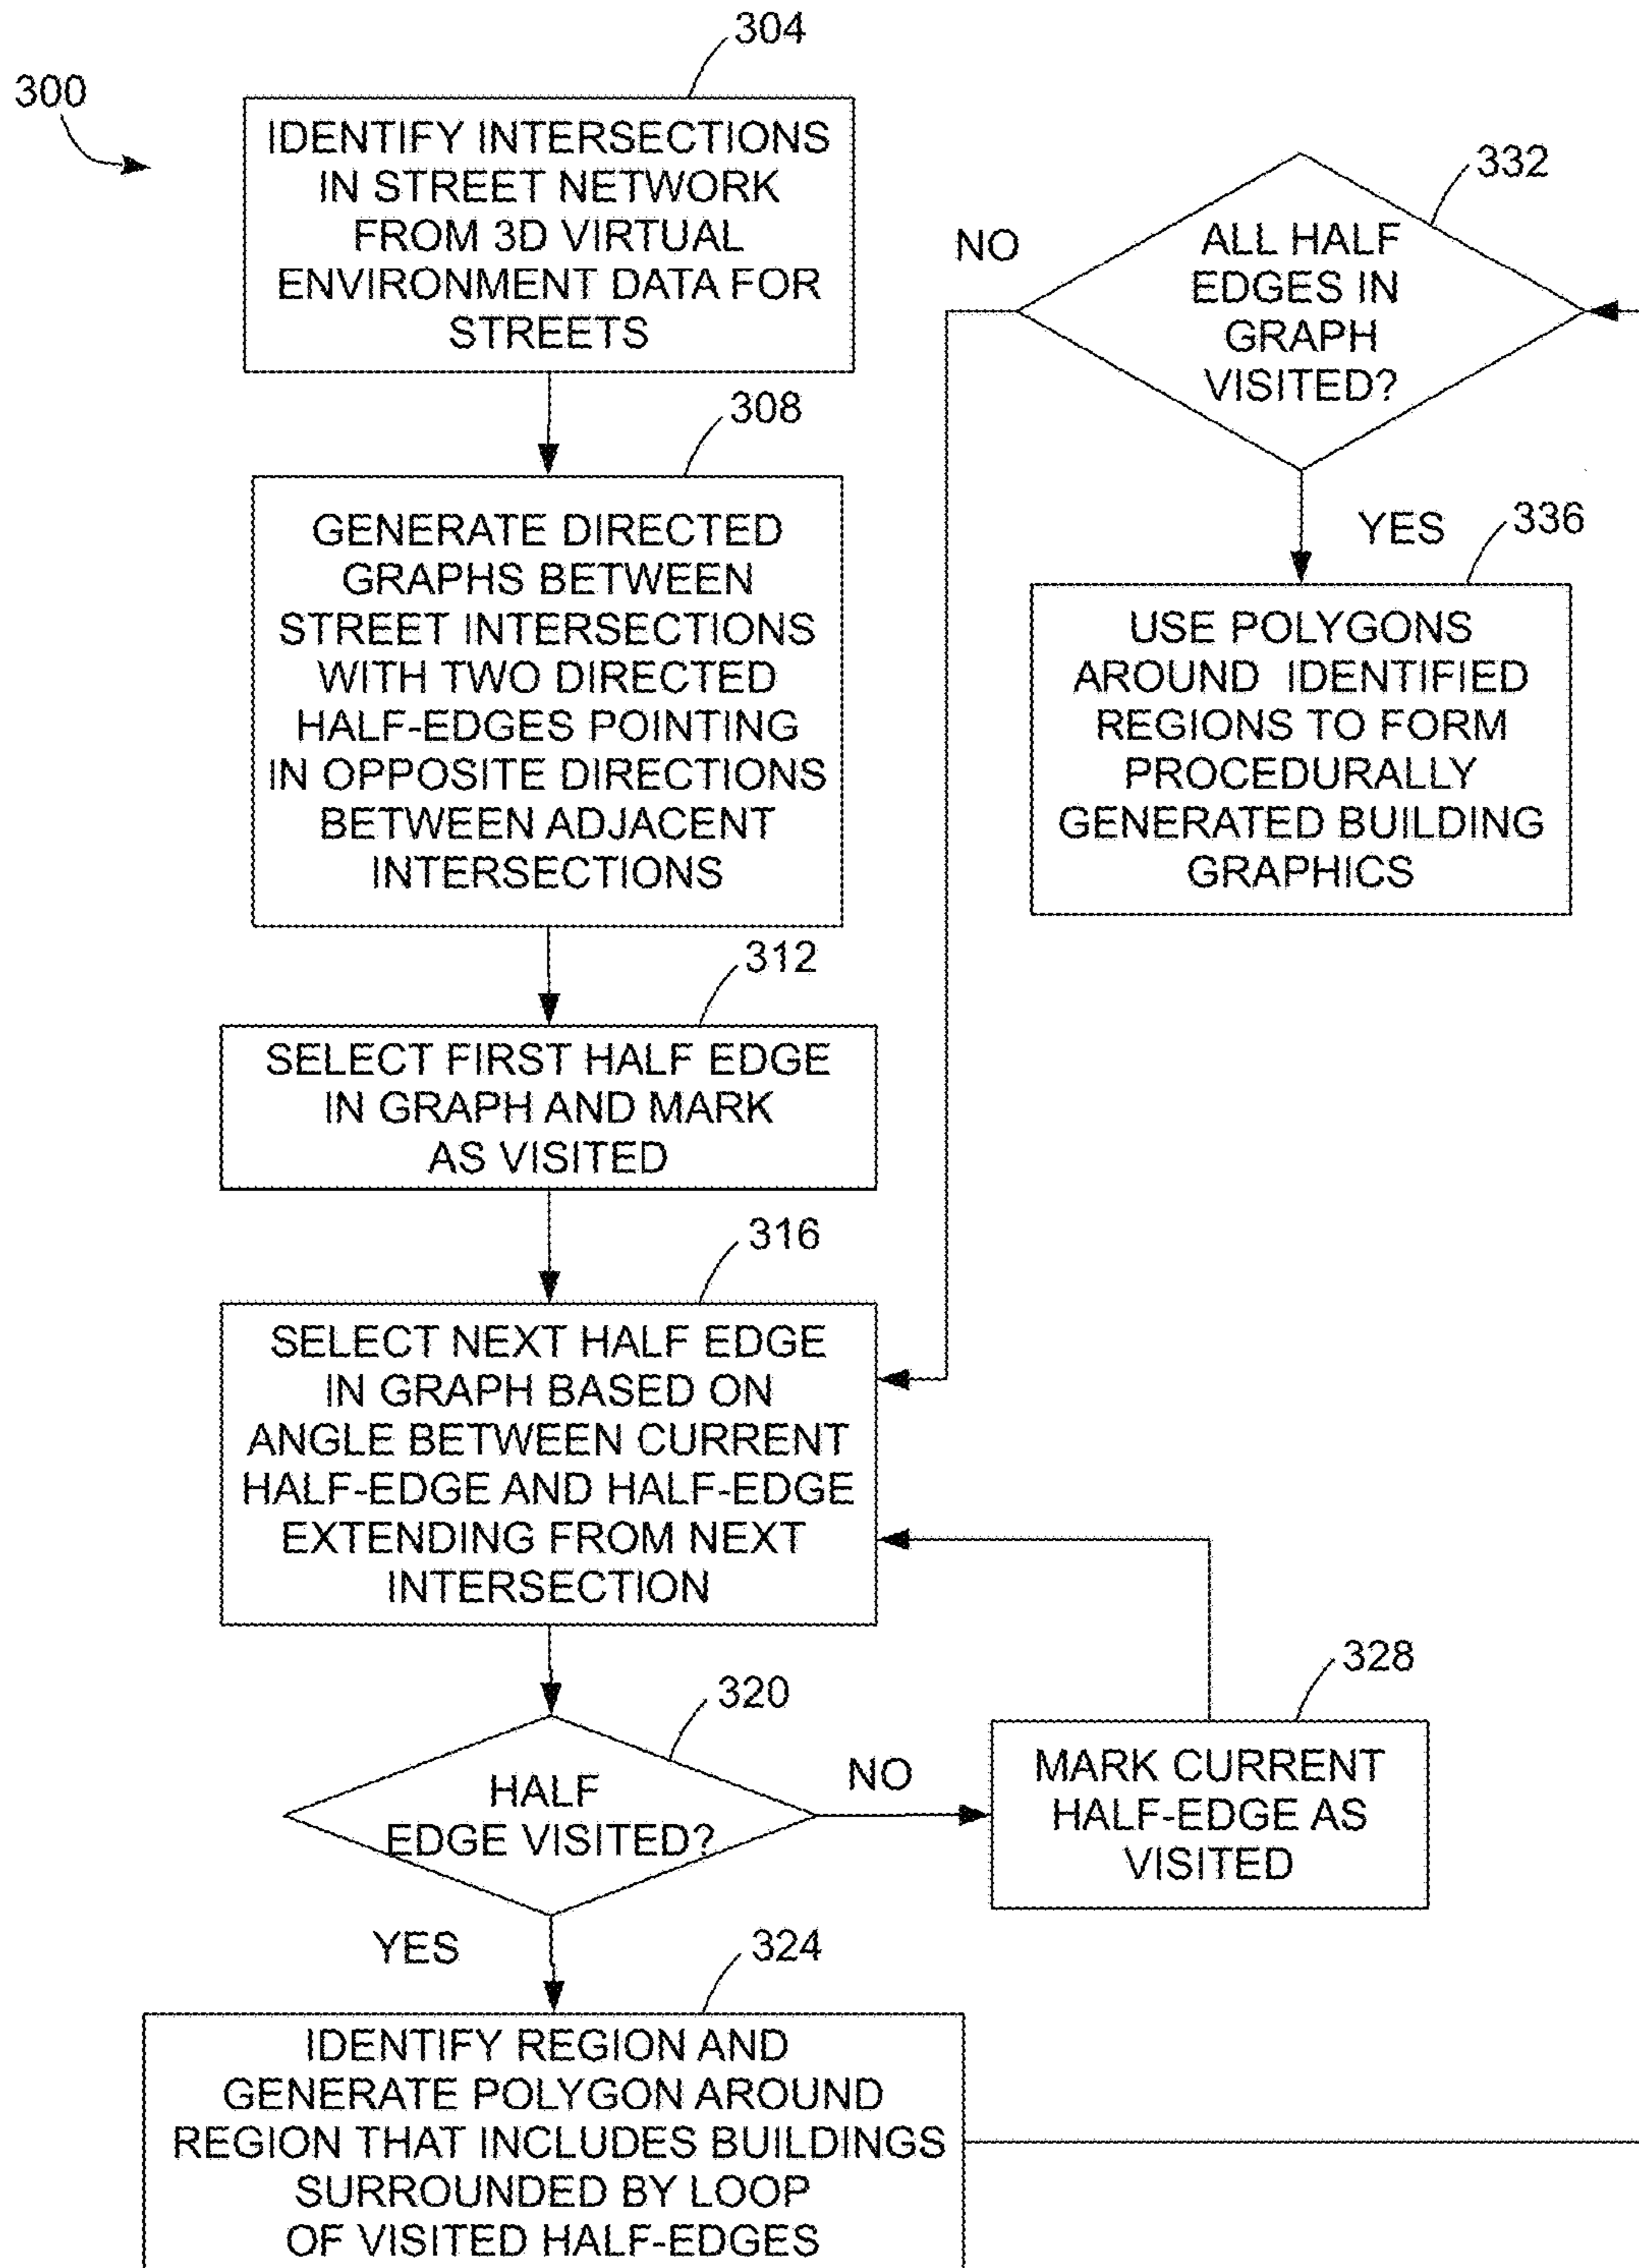 300
304
IDENTIFY INTERSECTIONS
IN STREET NETWORK
FROM 3D VIRTUAL
ENVIRONMENT DATA FOR
STREETS
308
GENERATE DIRECTED
GRAPHS BETWEEN
STREET INTERSECTIONS
WITH TWO DIRECTED
HALF-EDGES POINTING
IN OPPOSITE DIRECTIONS
BETWEEN ADJACENT
INTERSECTIONS
312
SELECT FIRST HALF EDGE
IN GRAPH AND MARK
AS VISITED
316
SELECT NEXT HALF EDGE
IN GRAPH BASED ON
ANGLE BETWEEN CURRENT
HALF-EDGE AND HALF-EDGE
EXTENDING FROM NEXT
INTERSECTION
320
HALF
EDGE VISITED?
NO
328
MARK CURRENT
HALF-EDGE AS
VISITED
YES
324
IDENTIFY REGION AND
GENERATE POLYGON AROUND
REGION THAT INCLUDES BUILDINGS
SURROUNDED BY LOOP
OF VISITED HALF-EDGES
332
ALL HALF
EDGES IN
GRAPH
VISITED?
NO
YES
336
USE POLYGONS
AROUND IDENTIFIED
REGIONS TO FORM
PROCEDURALLY
GENERATED BUILDING
GRAPHICS